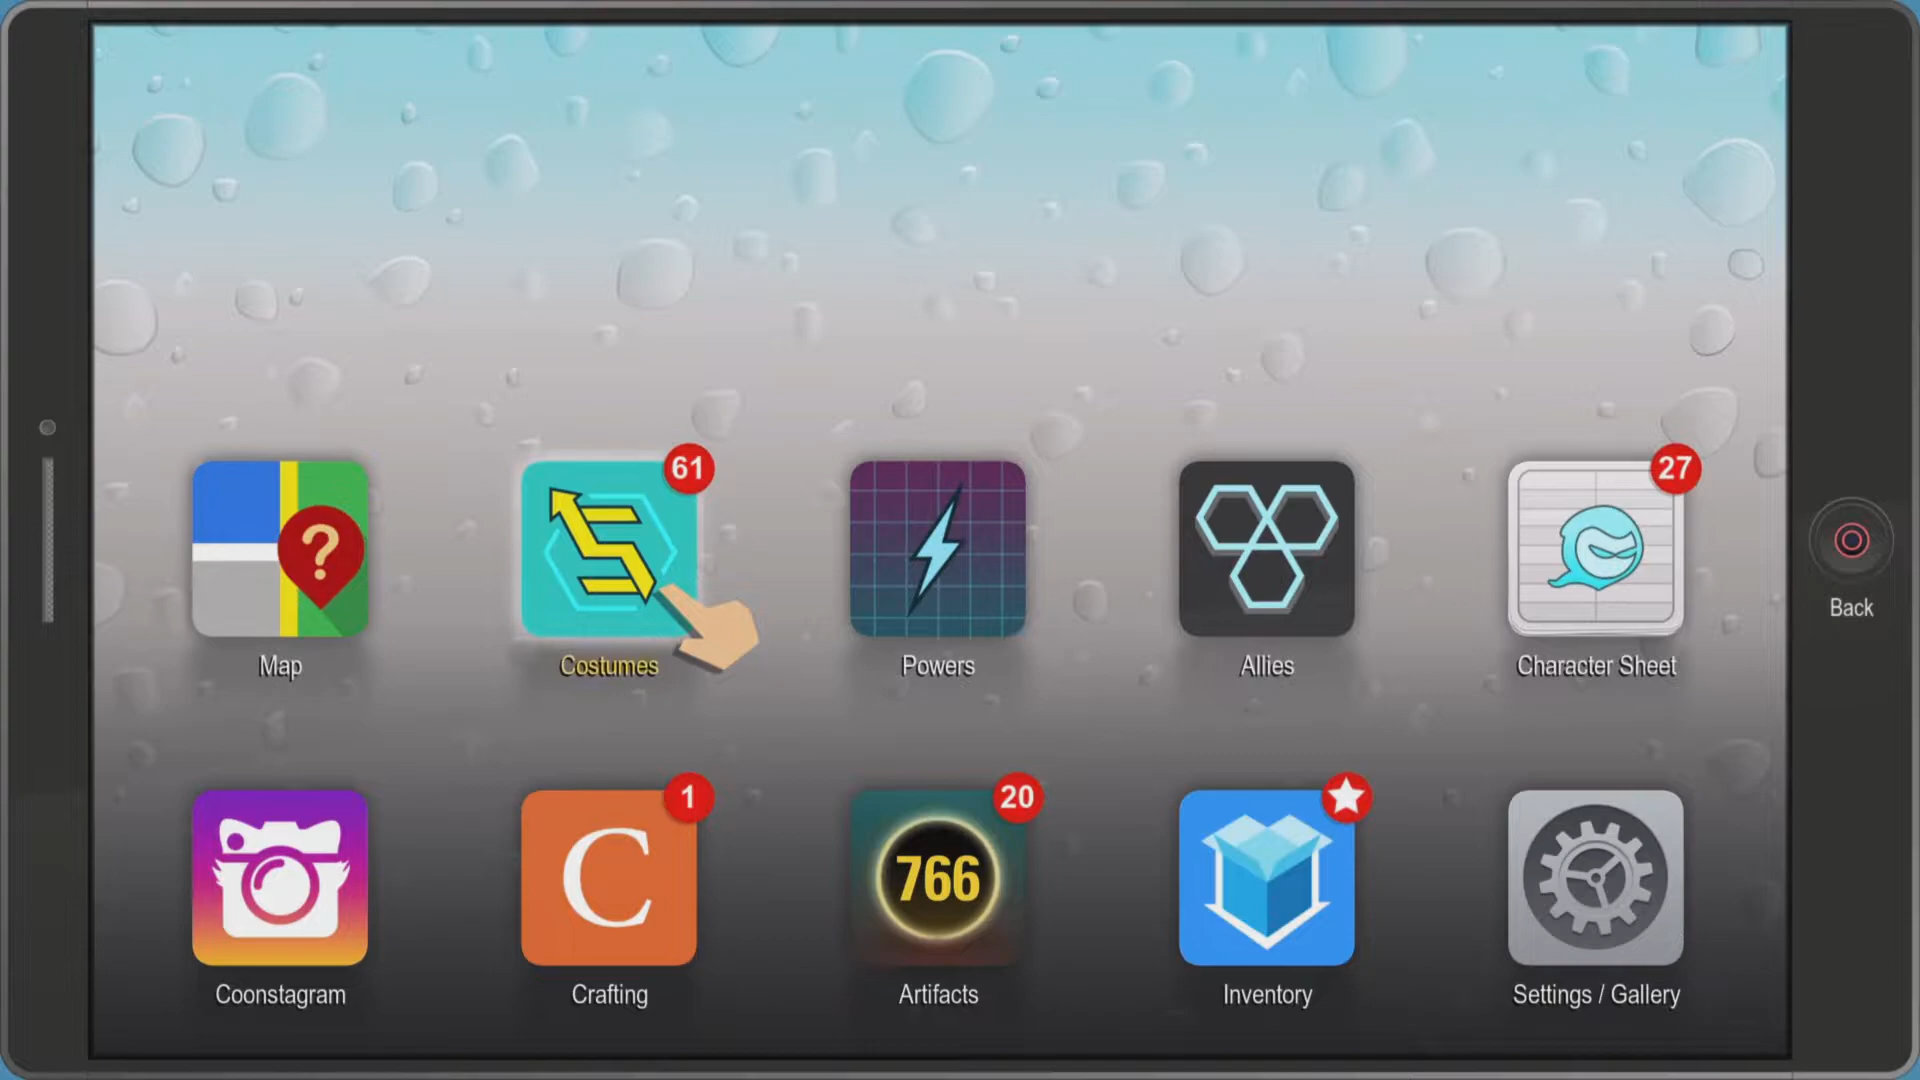 61
27
?
Map
Costumes
Powers
Allies
Character Sheet
Back
1
20
C
766
Coonstagram
Crafting
Artifacts
Inventory
Settings / Gallery